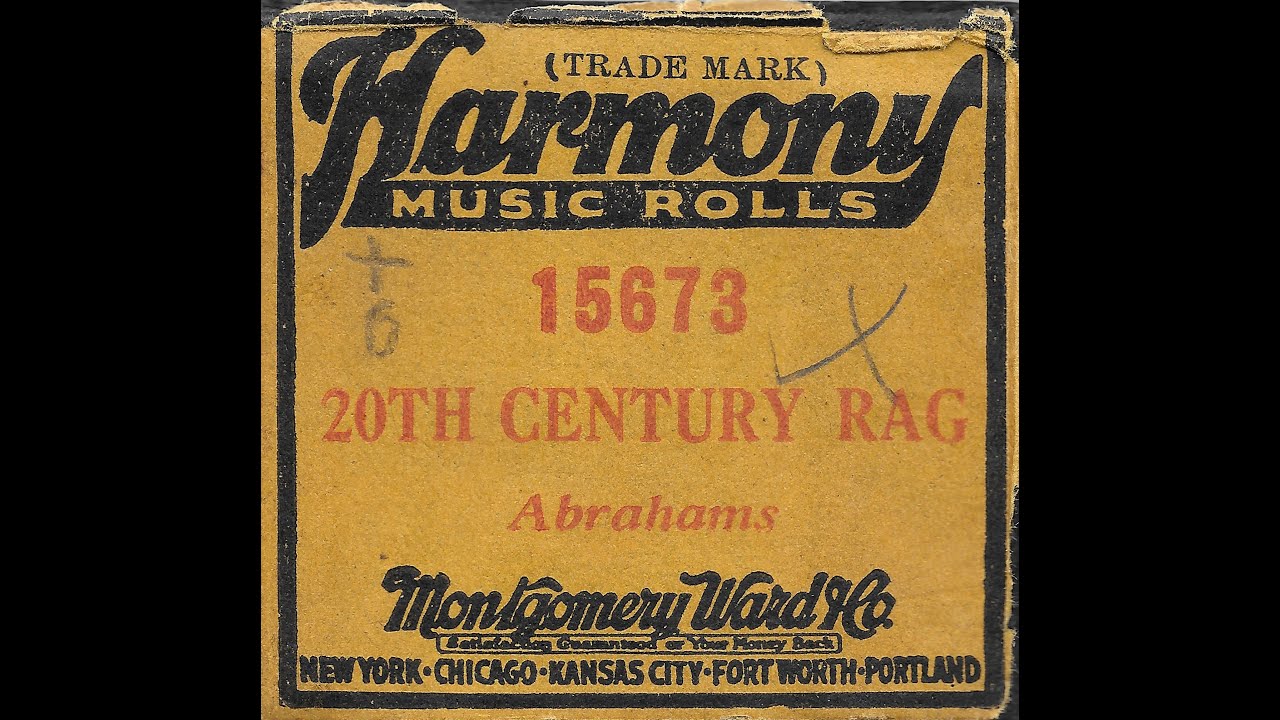 (TRADE MARK)
Harmony
MUSIC ROLLS
+
6
15673
20TH CENTURY RAG
Abrahams
Montgomery Ward & Co.
Satisfaction Guaranteed or Your Money Back
NEW YORK·CHICAGO·KANSAS CITY·FORT WORTH·PORTLAND